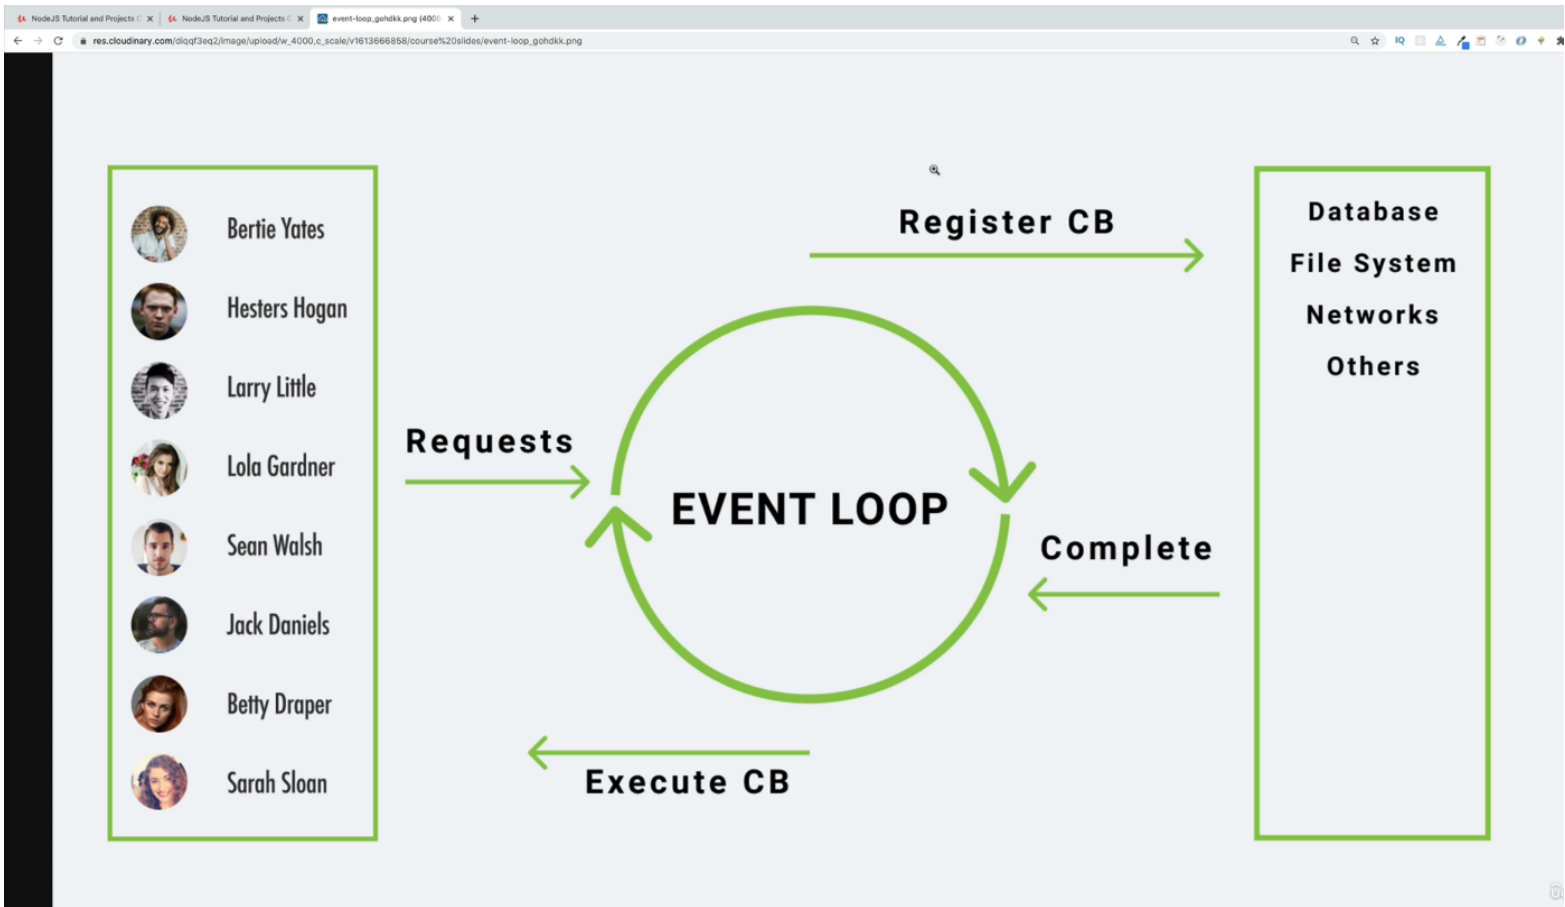 NodeJS Tutorial and Projects C
NodeJS Tutorial and Projects C
event-loop_gohdkk.png (4000
res.cloudinary.com/diqqf3eq2/image/upload/w_4000,c_scale/v1613666858/course%20slides/event-loop_gohdkk.png
IQ
Bertie Yates
Hesters Hogan
Larry Little
Lola Gardner
Sean Walsh
Jack Daniels
Betty Draper
Sarah Sloan
Requests
EVENT LOOP
Register CB
Complete
Execute CB
Database
File System
Networks
Others